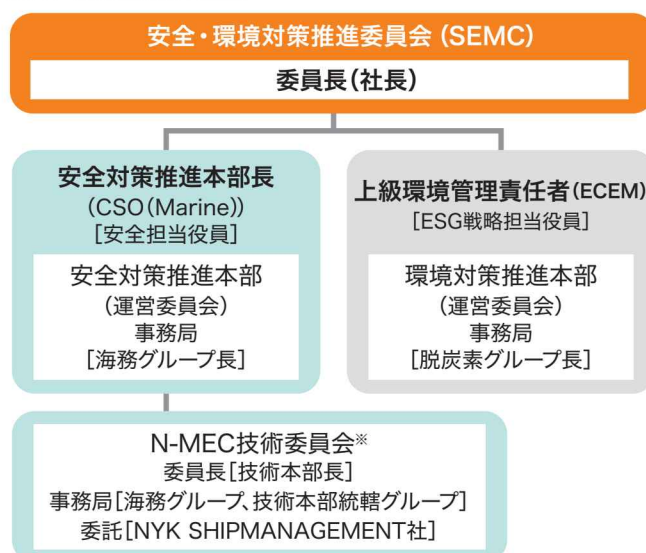 安全・環境対策推進委員会(SEMC)
委員長(社長)
安全対策推進本部長
(CSO(Marine))
[安全担当役員]
安全対策推進本部
(運営委員会)
事務局
[海務グループ長]
上級環境管理責任者(ECEM)
[ESG戦略担当役員]
環境対策推進本部
(運営委員会)
事務局
[脱炭素グループ長]
N-MEC技術委員会※
委員長[技術本部長]
事務局[海務グループ、技術本部統轄グループ]
委託[NYK SHIPMANAGEMENT社]